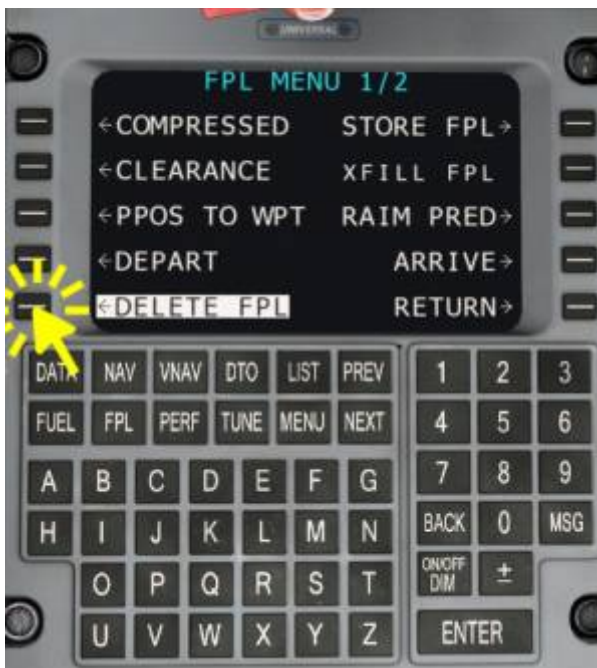 UNIVERSAL
FPL MENU 1/2
←COMPRESSED STORE FPL→
←CLEARANCE XFILL FPL
←PPOS TO WPT RAIM PRED→
←DEPART ARRIVE→
←DELETE FPL RETURN→
DATA NAV VNAV DTO LIST PREV 1 2 3
FUEL FPL PERF TUNE MENU NEXT 4 5 6
A B C D E F G 7 8 9
H I J K L M N BACK 0 MSG
O P Q R S T ON/OFF DIM ±
U V W X Y Z ENTER